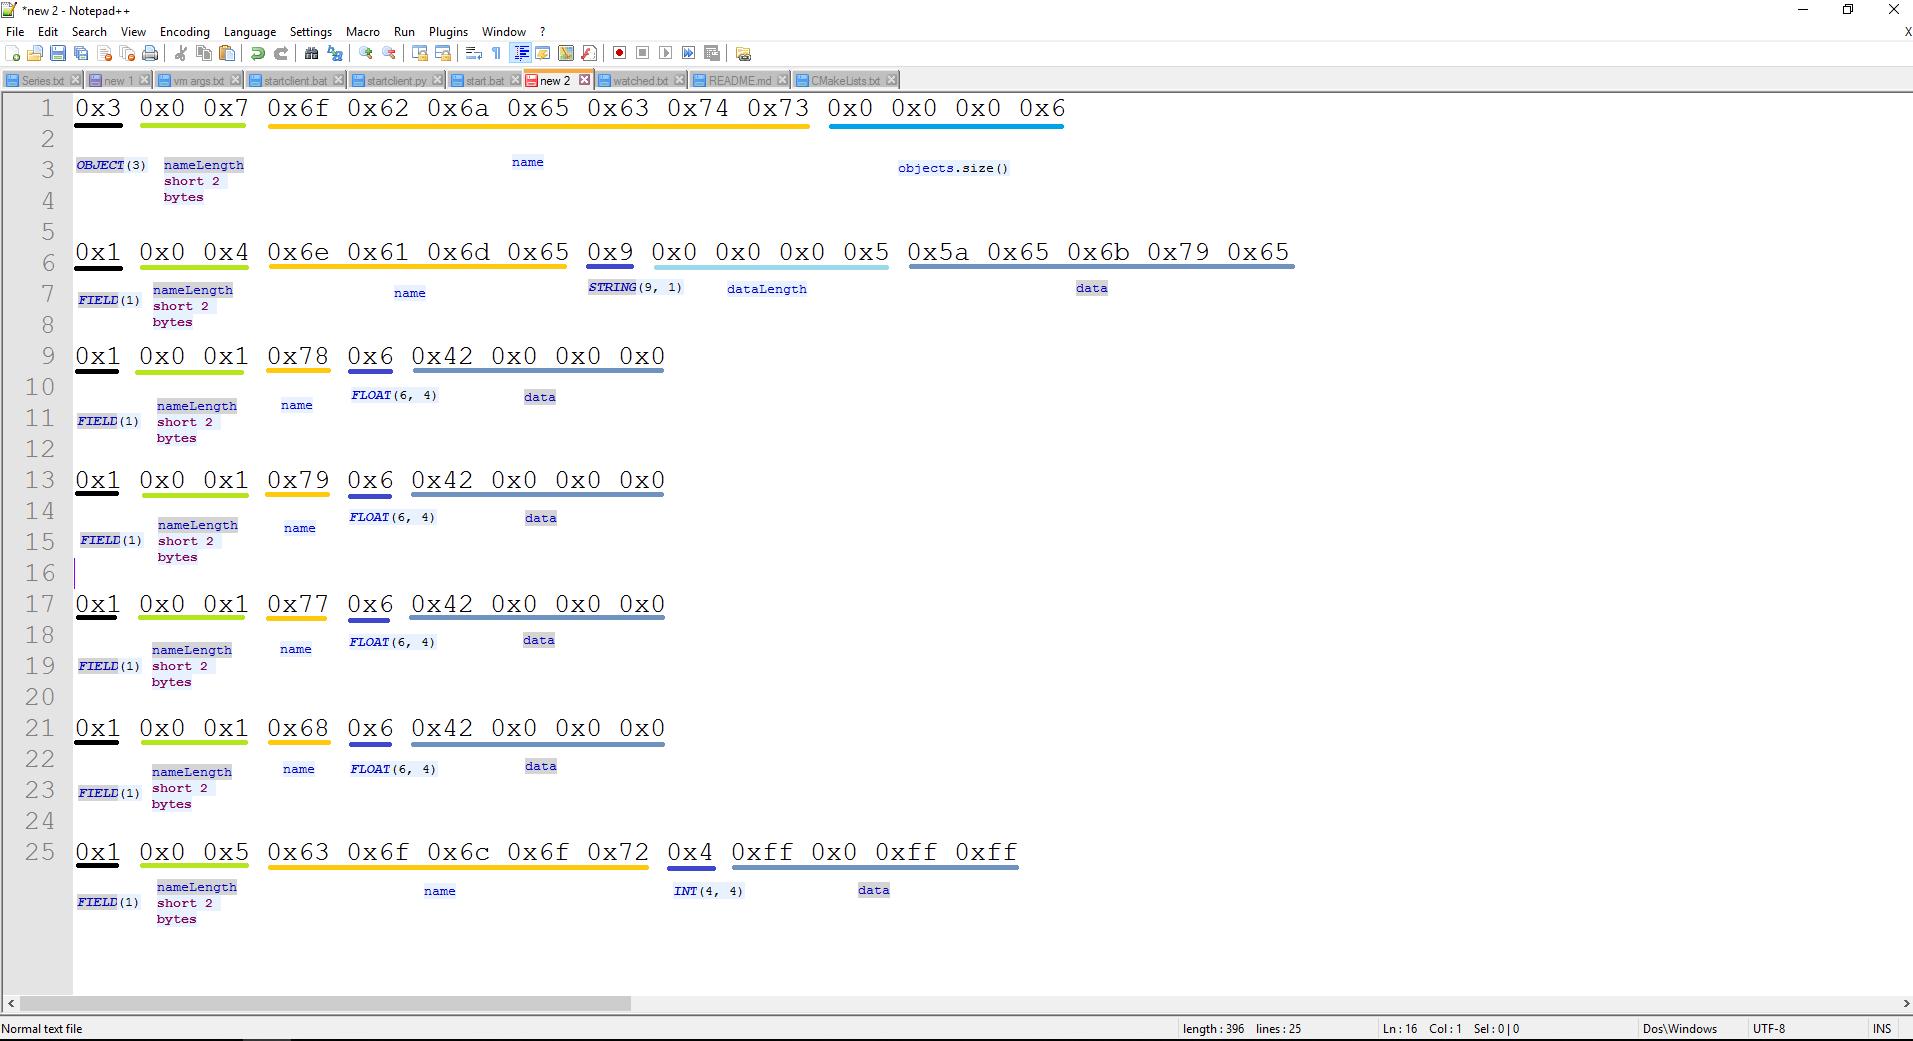 *new 2 - Notepad++
File Edit Search View Encoding Language Settings Macro Run Plugins Window ? X
Series.txt new 1 vm args.txt startclient.bat startclient.py start.bat new 2 watched.txt README.md CMakeLists.txt
1 0x3 0x0 0x7 0x6f 0x62 0x6a 0x65 0x63 0x74 0x73 0x0 0x0 0x0 0x6
2
3 OBJECT(3) nameLength name objects.size()
short 2
bytes
4
5
6 0x1 0x0 0x4 0x6e 0x61 0x6d 0x65 0x9 0x0 0x0 0x0 0x5 0x5a 0x65 0x6b 0x79 0x65
7 FIELD(1) nameLength name STRING(9, 1) dataLength data
short 2
bytes
8
9 0x1 0x0 0x1 0x78 0x6 0x42 0x0 0x0 0x0
10 FLOAT(6, 4) data
nameLength name
11 FIELD(1) short 2
bytes
12
13 0x1 0x0 0x1 0x79 0x6 0x42 0x0 0x0 0x0
14 FLOAT(6, 4) data
nameLength name
15 FIELD(1) short 2
bytes
16
17 0x1 0x0 0x1 0x77 0x6 0x42 0x0 0x0 0x0
18 FLOAT(6, 4) data
nameLength name
19 FIELD(1) short 2
bytes
20
21 0x1 0x0 0x1 0x68 0x6 0x42 0x0 0x0 0x0
22 nameLength name FLOAT(6, 4) data
23 FIELD(1) short 2
bytes
24
25 0x1 0x0 0x5 0x63 0x6f 0x6c 0x6f 0x72 0x4 0xff 0x0 0xff 0xff
nameLength name INT(4, 4) data
FIELD(1) short 2
bytes
Normal text file length : 396 lines : 25 Ln : 16 Col : 1 Sel : 0 | 0 Dos\Windows UTF-8 INS